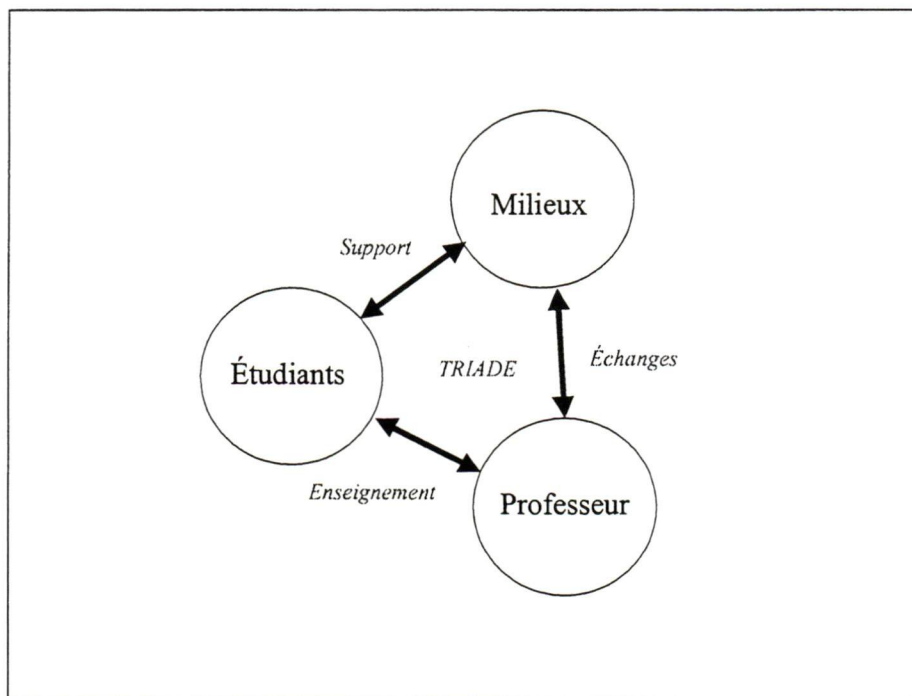 Milieux
Support
Étudiants
TRIADE
Échanges
Enseignement
Professeur